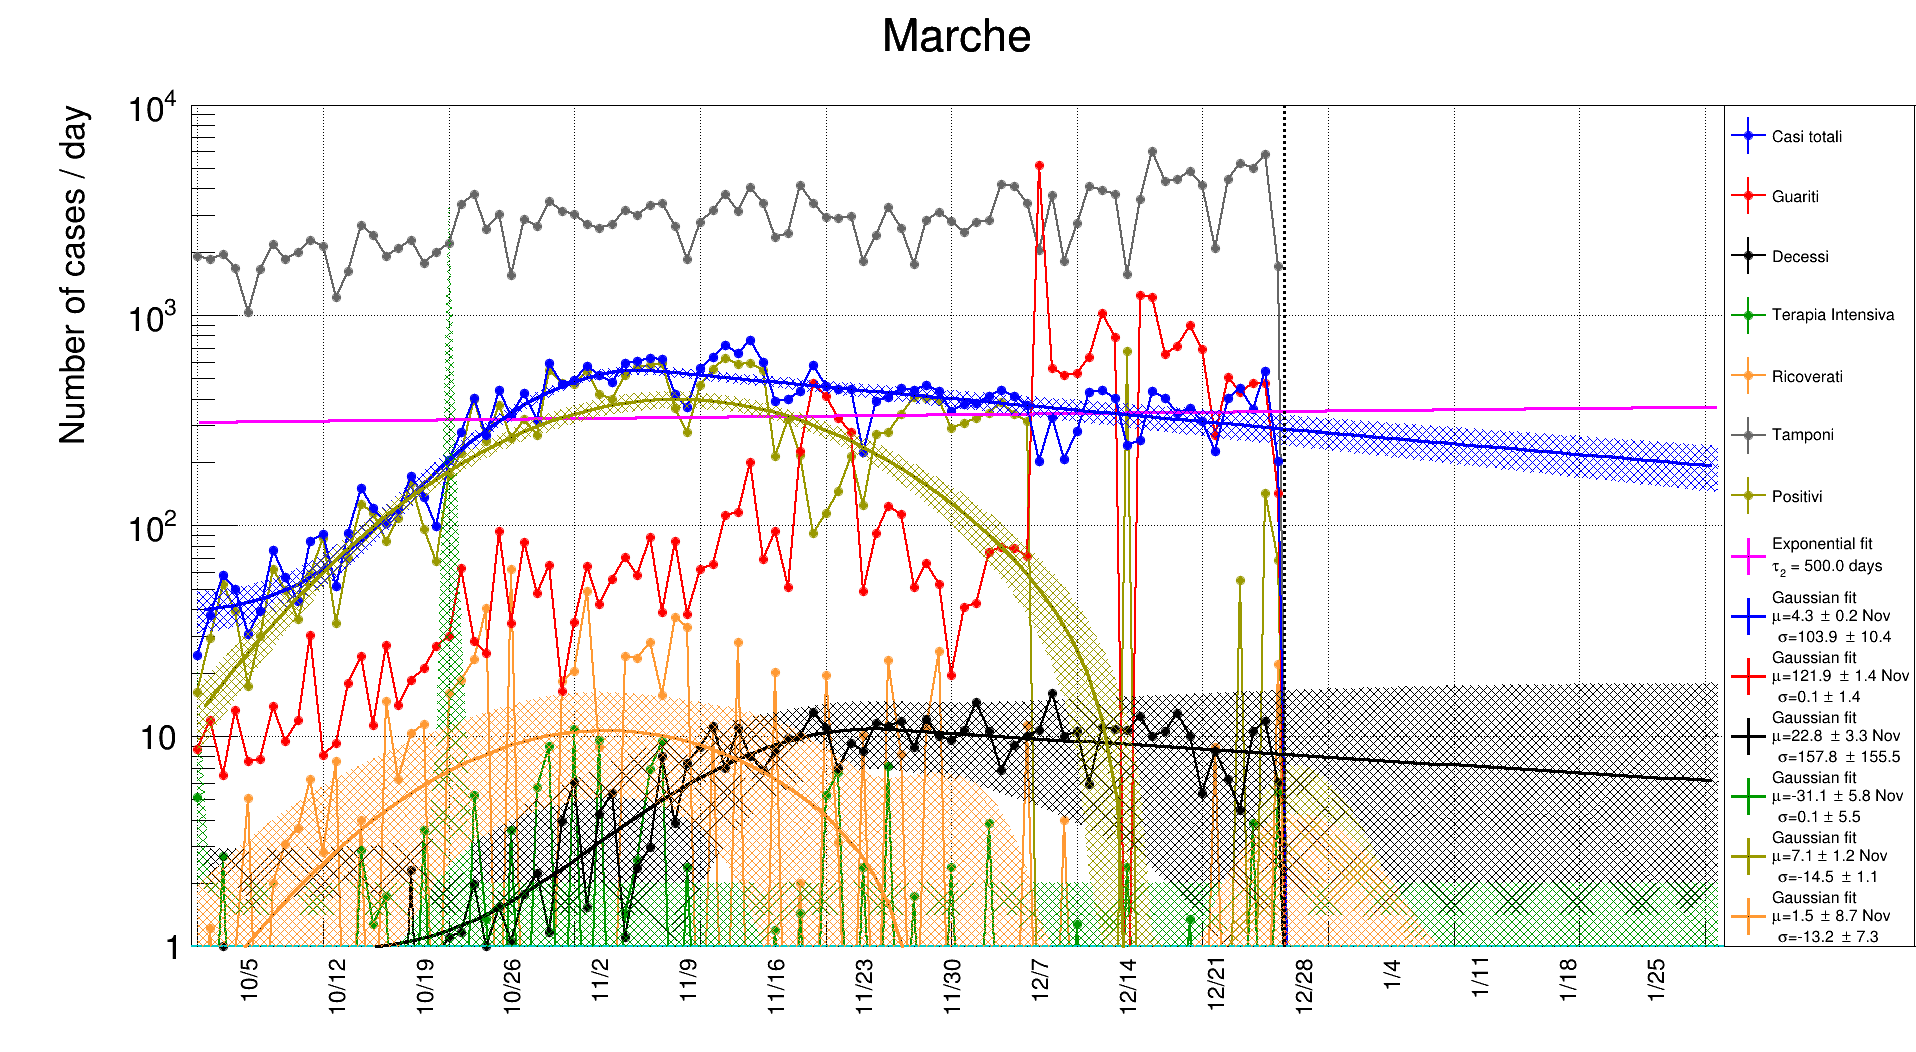 Marche
Number of cases / day
10^4
10^3
10^2
10
1
10/5
10/12
10/19
10/26
11/2
11/9
11/16
11/23
11/30
12/7
12/14
12/21
12/28
1/4
1/11
1/18
1/25
Casi totali
Guariti
Decessi
Terapia Intensiva
Ricoverati
Tamponi
Positivi
Exponential fit
τ_2 = 500.0 days
Gaussian fit
μ=4.3 ± 0.2 Nov
σ=103.9 ± 10.4
Gaussian fit
μ=121.9 ± 1.4 Nov
σ=0.1 ± 1.4
Gaussian fit
μ=22.8 ± 3.3 Nov
σ=157.8 ± 155.5
Gaussian fit
μ=-31.1 ± 5.8 Nov
σ=0.1 ± 5.5
Gaussian fit
μ=7.1 ± 1.2 Nov
σ=-14.5 ± 1.1
Gaussian fit
μ=1.5 ± 8.7 Nov
σ=-13.2 ± 7.3